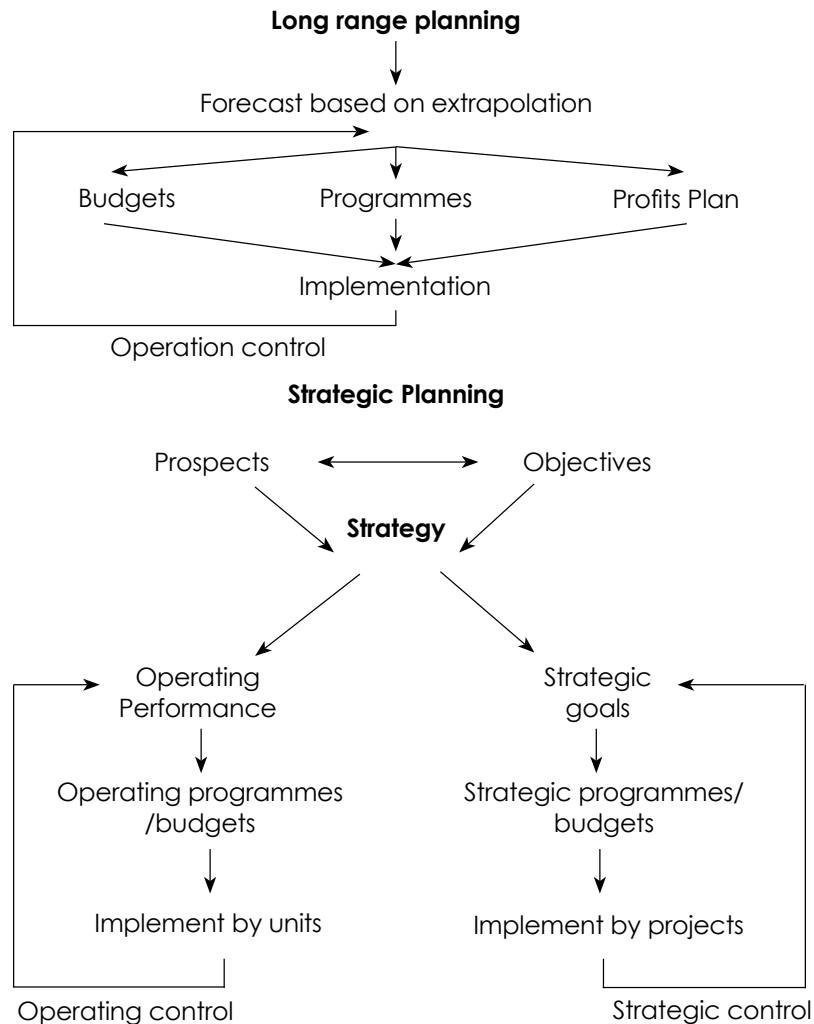 Long range planning
Forecast based on extrapolation
Budgets
Programmes
Profits Plan
Implementation
Operation control
Strategic Planning
Prospects
Objectives
Strategy
Operating
Performance
Strategic
goals
Operating programmes
/budgets
Strategic programmes/
budgets
Implement by units
Implement by projects
Operating control
Strategic control